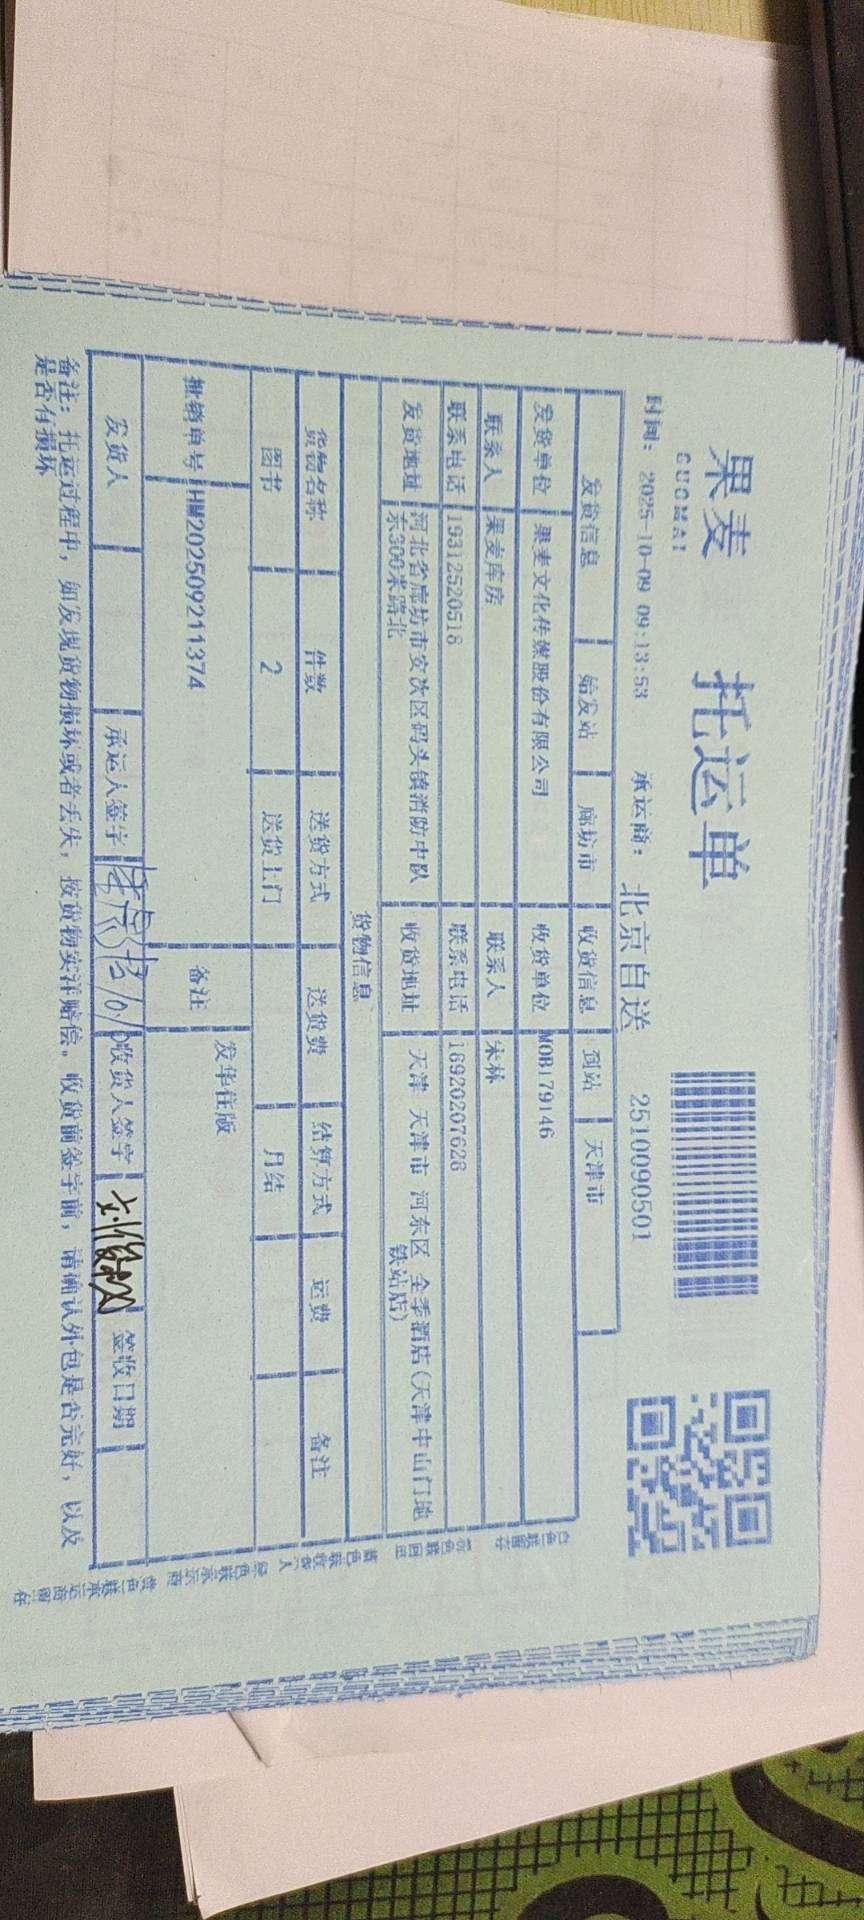 果麦
GUOMAI
托运单
时间: 2025-10-09 09:13:53 承运商: 北京自送 2510090501
发货信息 始发站 廊坊市 收货信息 到站 天津市
发货单位 果麦文化传媒股份有限公司 收货单位 MOB179146
联系人 果麦库房 联系人 宋林
联系电话 19312520516 联系电话 16920207628
发货地址 河北省廊坊市安次区码头镇消防中队东300米路北 收货地址 天津 天津市 河东区 全季酒店(天津中山门地铁站店)
货物信息
货物名称 件数 送货方式 送货费 结算方式 运费 备注
图书 2 送货上门 月结
批销单号 HM202509211374 备注 发华住版
发货人 承运人签字 收货人签字 签收日期
备注: 托运过程中, 如发现货物损坏或者丢失, 按货物实洋赔偿。收货前签字前, 请确认外包是否完好, 以及
是否有损坏